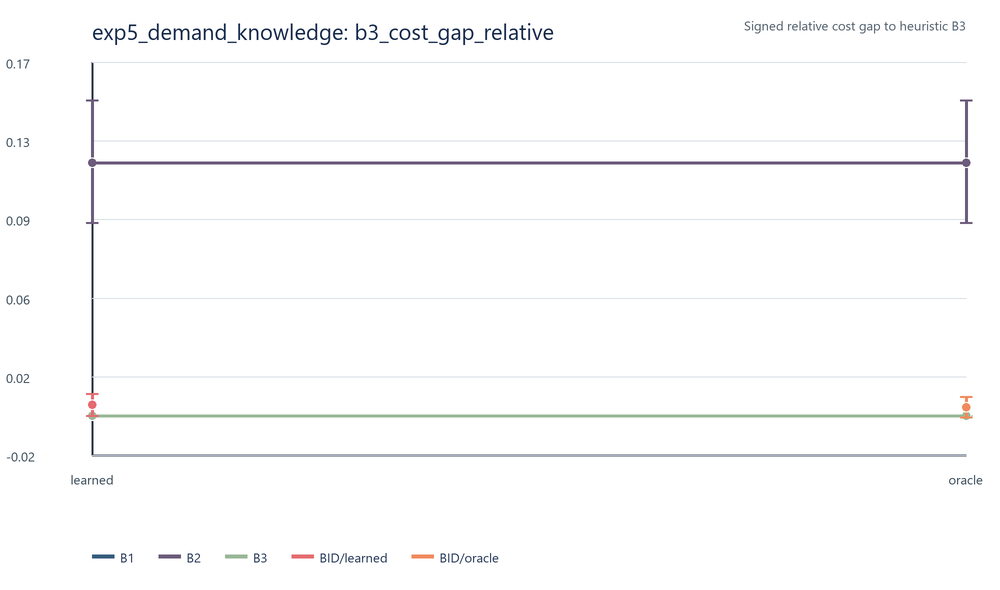 exp5_demand_knowledge: b3_cost_gap_relative
Signed relative cost gap to heuristic B3
0.17
0.13
0.09
0.06
0.02
-0.02
learned
oracle
B1
B2
B3
BID/learned
BID/oracle